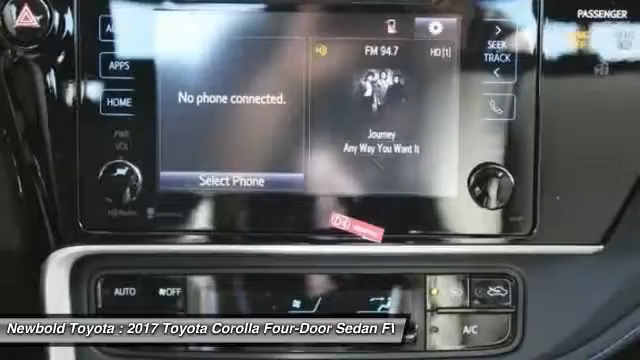 PASSENGER
FM 94.7 HD [1]
SEEK
TRACK
APPS
No phone connected.
HOME
Journey
Any Way You Want It
PWR
VOL
Select Phone
AUTO OFF
A/C
Newbold Toyota : 2017 Toyota Corolla Four-Door Sedan F\